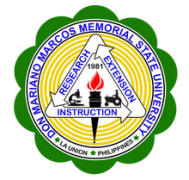 DON MARIANO MARCOS MEMORIAL STATE UNIVERSITY
1981
RESEARCH
EXTENSION
INSTRUCTION
★ LA UNION ★ PHILIPPINES ★